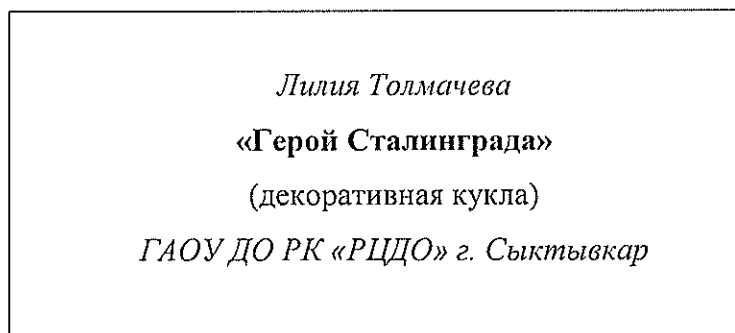 Лилия Толмачева
«Герой Сталинграда»
(декоративная кукла)
ГАОУ ДО РК «РЦДО» г. Сыктывкар